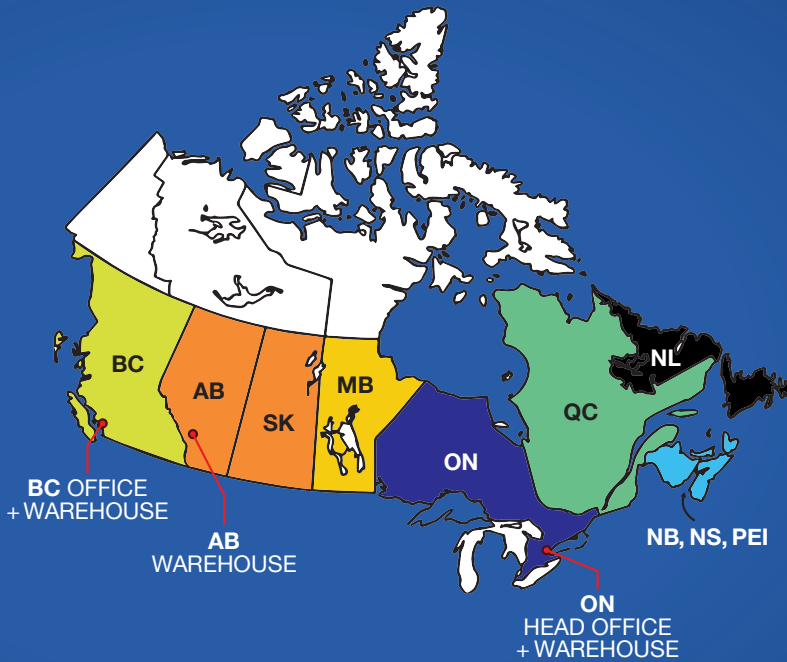 BC
AB
SK
MB
ON
QC
NL
NB, NS, PEI
BC OFFICE
+ WAREHOUSE
AB
WAREHOUSE
ON
HEAD OFFICE
+ WAREHOUSE